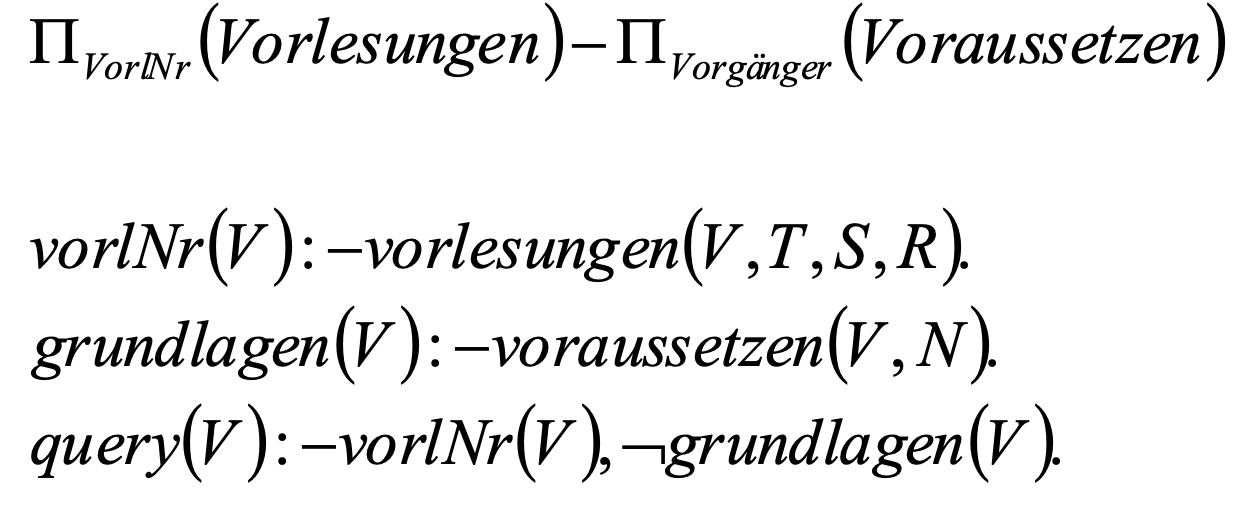 Π_VorlNr(Vorlesungen)−Π_Vorgänger(Voraussetzen)
vorlNr(V):−vorlesungen(V,T,S,R).
grundlagen(V):−voraussetzen(V,N).
query(V):−vorlNr(V),¬grundlagen(V).